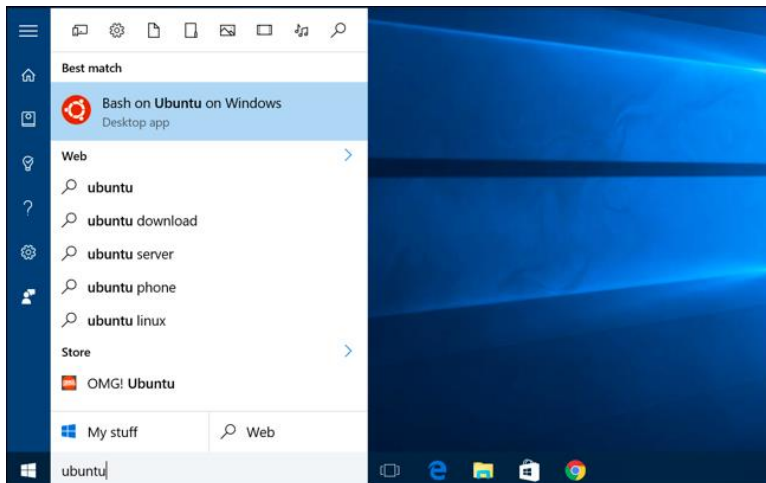 Best match
Bash on Ubuntu on Windows
Desktop app
Web
ubuntu
ubuntu download
ubuntu server
ubuntu phone
ubuntu linux
Store
OMG! Ubuntu
My stuff Web
ubuntu